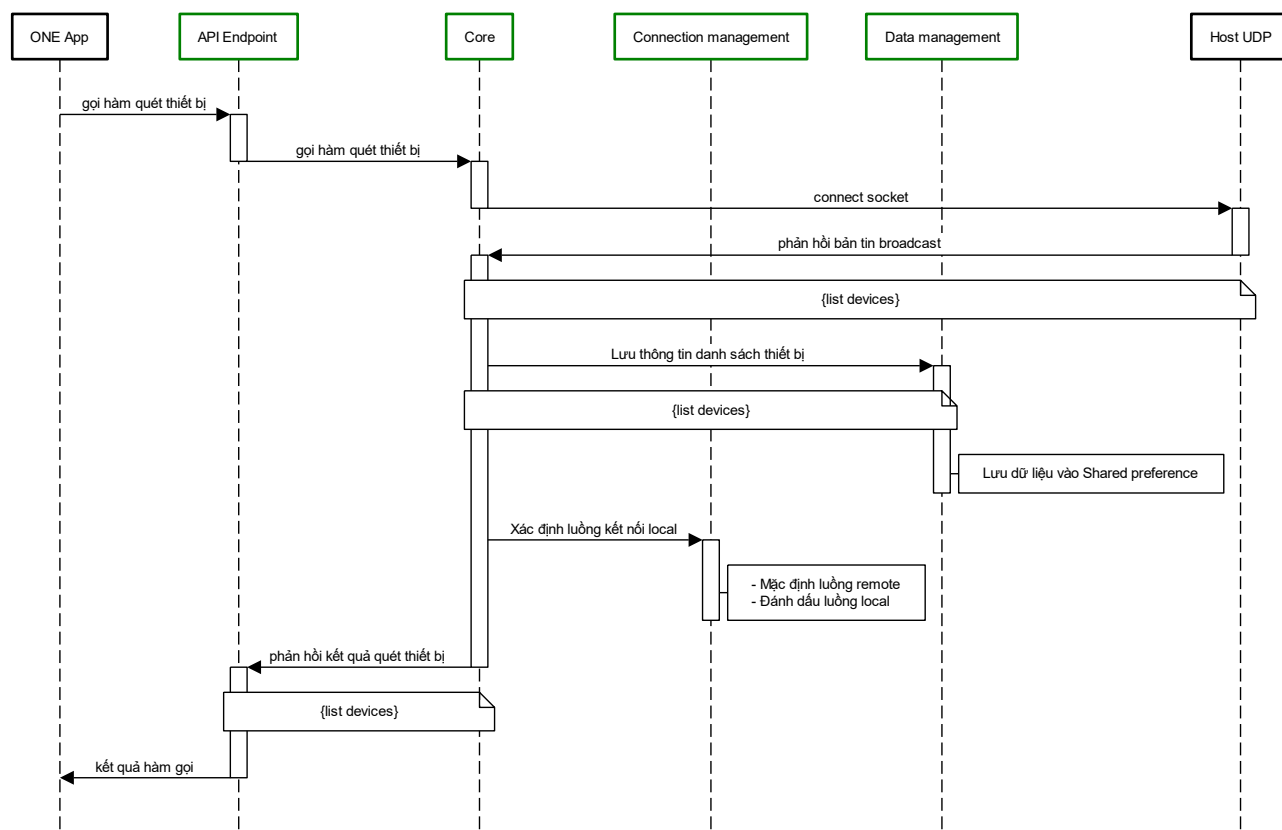 ONE App
API Endpoint
Core
Connection management
Data management
Host UDP
gọi hàm quét thiết bị
gọi hàm quét thiết bị
connect socket
phản hồi bản tin broadcast
{list devices}
Lưu thông tin danh sách thiết bị
{list devices}
Lưu dữ liệu vào Shared preference
Xác định luồng kết nối local
- Mặc định luồng remote
- Đánh dấu luồng local
phản hồi kết quả quét thiết bị
{list devices}
kết quả hàm gọi